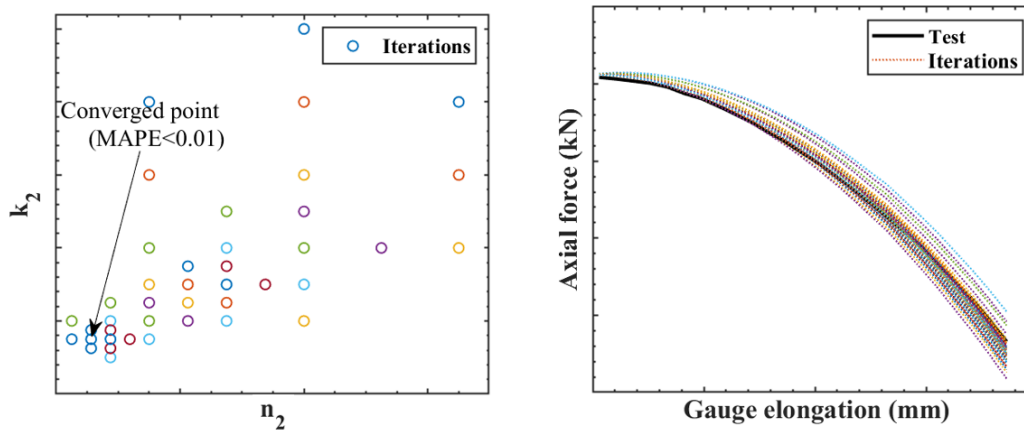 Iterations
Converged point
(MAPE<0.01)
k2
n2
Test
Iterations
Axial force (kN)
Gauge elongation (mm)